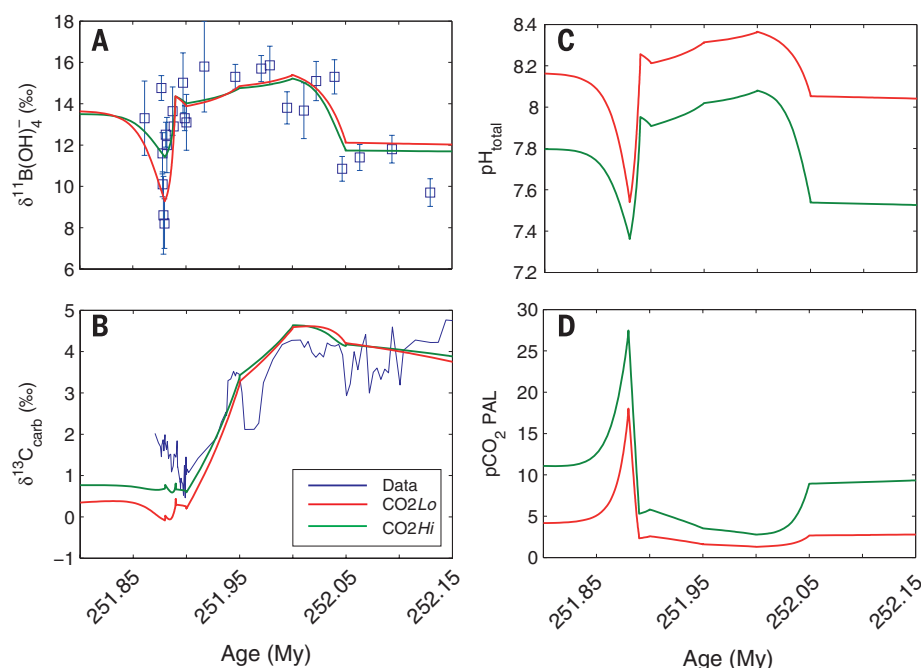 A
18
16
14
12
10
8
6
δ¹¹B(OH)₄⁻ (‰)
B
5
4
3
2
1
0
−1
δ¹³C_carb (‰)
Data
CO2Lo
CO2Hi
251.85
251.95
252.05
252.15
Age (My)
C
8.4
8.2
8
7.8
7.6
7.4
7.2
pH_total
D
30
25
20
15
10
5
0
pCO₂ PAL
251.85
251.95
252.05
252.15
Age (My)